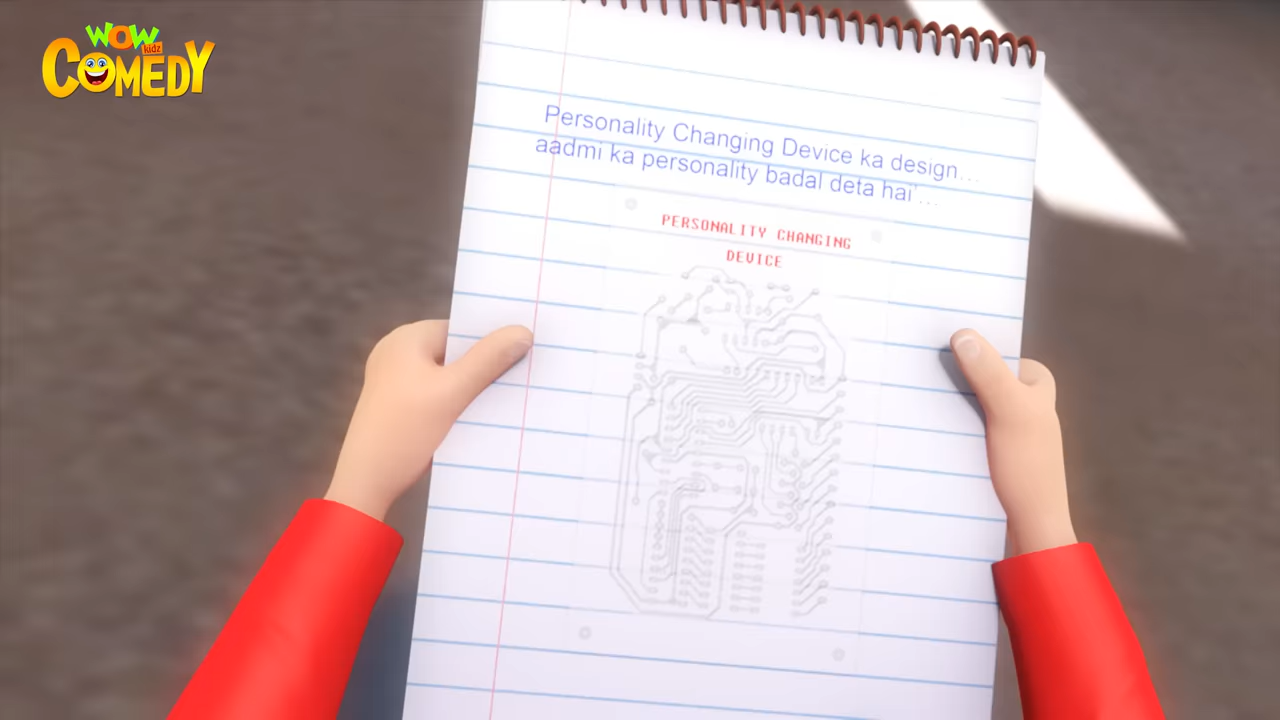 WOW
kidz
COMEDY
Personality Changing Device ka design...
aadmi ka personality badal deta hai ...
PERSONALITY CHANGING
DEVICE